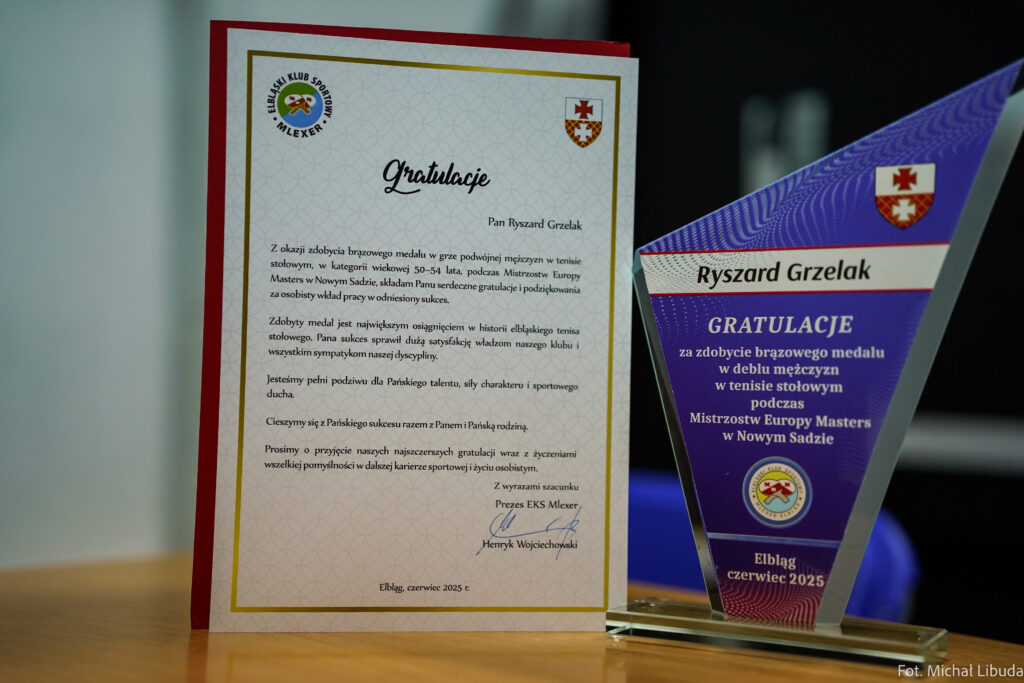 ELBLĄSKI KLUB SPORTOWY
• MLEXER •
Gratulacje
Pan Ryszard Grzelak
Z okazji zdobycia brązowego medalu w grze podwójnej mężczyzn w tenisie
stołowym, w kategorii wiekowej 50–54 lata, podczas Mistrzostw Europy
Masters w Nowym Sadzie, składam Panu serdeczne gratulacje i podziękowania
za osobisty wkład pracy w odniesiony sukces.
Zdobyty medal jest największym osiągnięciem w historii elbląskiego tenisa
stołowego. Pana sukces sprawił dużą satysfakcję władzom naszego klubu i
wszystkim sympatykom naszej dyscypliny.
Jesteśmy pełni podziwu dla Pańskiego talentu, siły charakteru i sportowego
ducha.
Cieszymy się z Pańskiego sukcesu razem z Panem i Pańską rodziną.
Prosimy o przyjęcie naszych najszczerszych gratulacji wraz z życzeniami
wszelkiej pomyślności w dalszej karierze sportowej i życiu osobistym.
Z wyrazami szacunku
Prezes EKS Mlexer
Henryk Wojciechowski
Elbląg, czerwiec 2025 r.
Ryszard Grzelak
GRATULACJE
za zdobycie brązowego medalu
w deblu mężczyzn
w tenisie stołowym
podczas
Mistrzostw Europy Masters
w Nowym Sadzie
ELBLĄSKI KLUB SPORTOWY
MLEXER ELBLĄG
Elbląg
czerwiec 2025
Fot. Michał Libuda